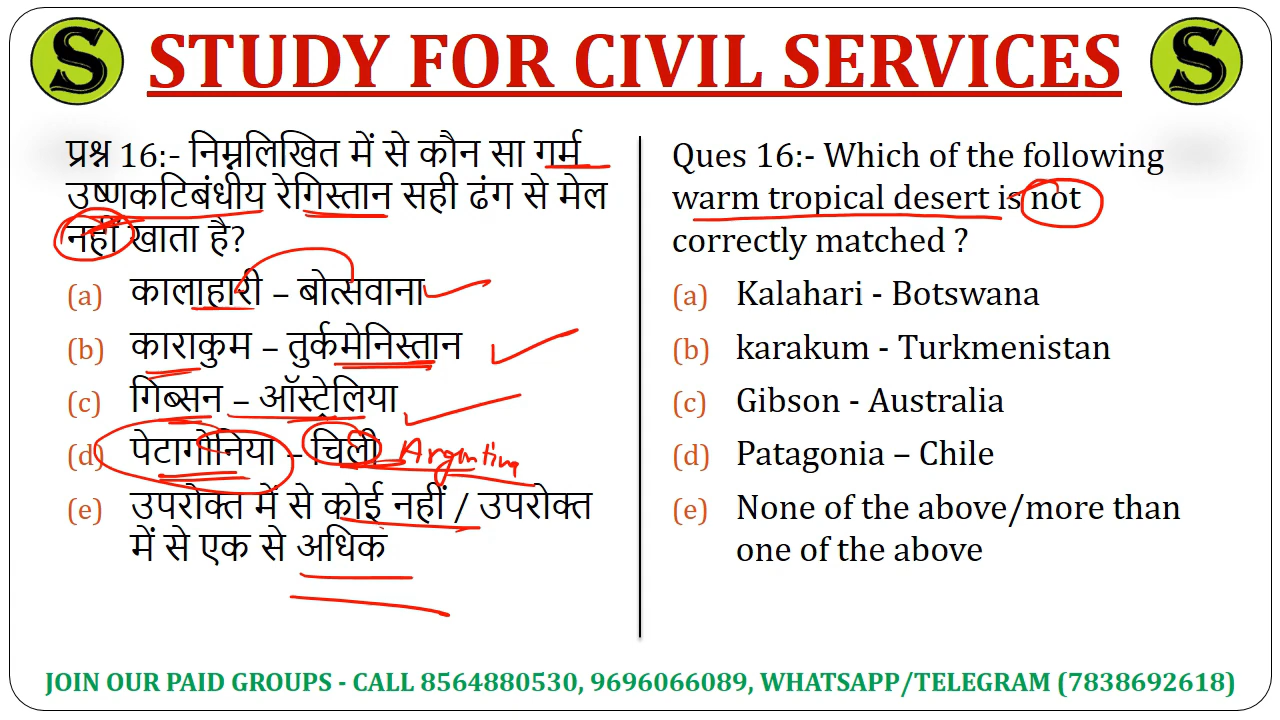 S
STUDY FOR CIVIL SERVICES
S
प्रश्न 16:- निम्नलिखित में से कौन सा गर्म
उष्णकटिबंधीय रेगिस्तान सही ढंग से मेल
नहीं खाता है?
(a) कालाहारी – बोत्सवाना
(b) काराकुम – तुर्कमेनिस्तान
(c) गिब्सन – ऑस्ट्रेलिया
(d) पेटागोनिया – चिली Argentina
(e) उपरोक्त में से कोई नहीं / उपरोक्त
में से एक से अधिक
Ques 16:- Which of the following
warm tropical desert is not
correctly matched ?
(a) Kalahari - Botswana
(b) karakum - Turkmenistan
(c) Gibson - Australia
(d) Patagonia – Chile
(e) None of the above/more than
one of the above
JOIN OUR PAID GROUPS - CALL 8564880530, 9696066089, WHATSAPP/TELEGRAM (7838692618)